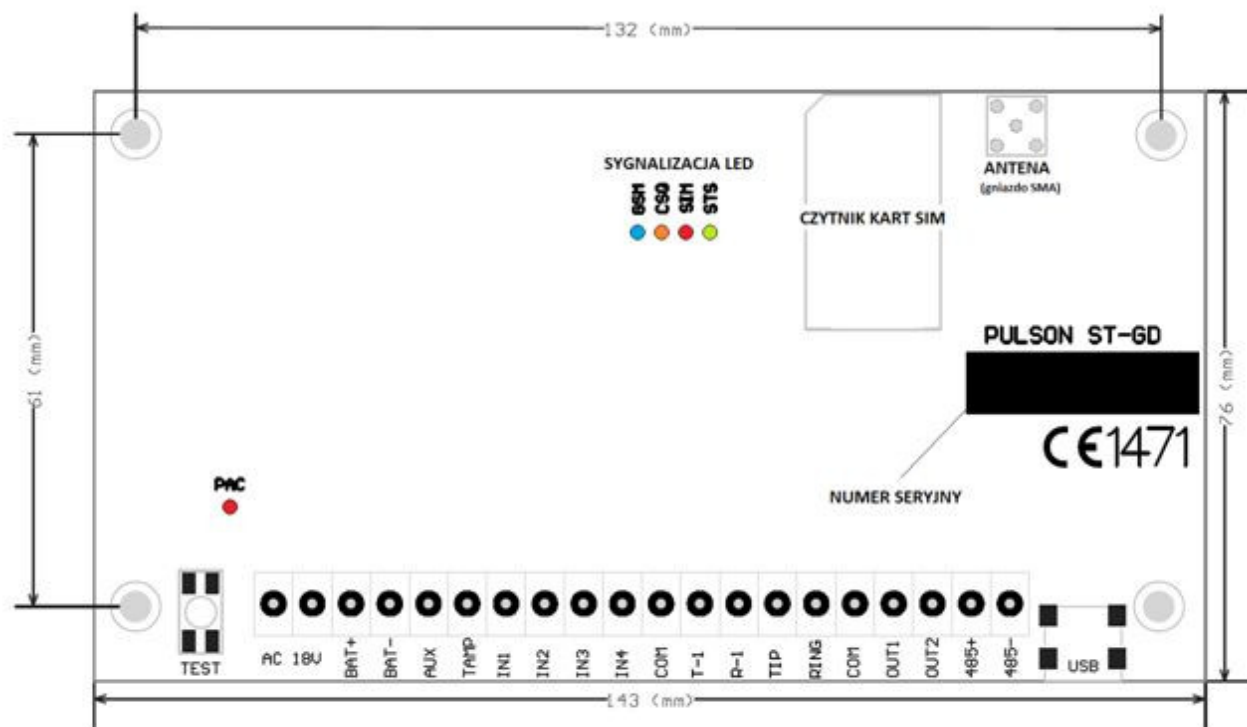 132 (mm)
SYGNALIZACJA LED
GSM CSQ SIM STS
CZYTNIK KART SIM
ANTENA
(gniazdo SMA)
61 (mm)
76 (mm)
PULSON ST-GD
CE1471
NUMER SERYJNY
PAC
TEST
AC 18V BAT+ BAT- AUX TAMP IN1 IN2 IN3 IN4 COM T-1 R-1 TIP RING COM OUT1 OUT2 485+ 485-
USB
143 (mm)